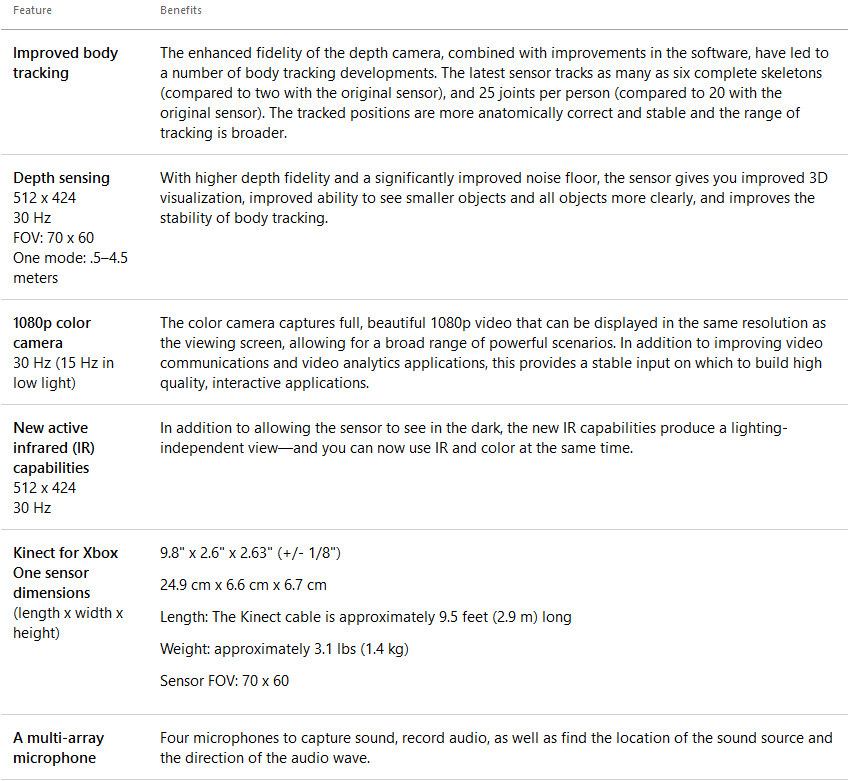 Feature
Benefits
Improved body
tracking
The enhanced fidelity of the depth camera, combined with improvements in the software, have led to
a number of body tracking developments. The latest sensor tracks as many as six complete skeletons
(compared to two with the original sensor), and 25 joints per person (compared to 20 with the
original sensor). The tracked positions are more anatomically correct and stable and the range of
tracking is broader.
Depth sensing
512 x 424
30 Hz
FOV: 70 x 60
One mode: .5–4.5
meters
With higher depth fidelity and a significantly improved noise floor, the sensor gives you improved 3D
visualization, improved ability to see smaller objects and all objects more clearly, and improves the
stability of body tracking.
1080p color
camera
30 Hz (15 Hz in
low light)
The color camera captures full, beautiful 1080p video that can be displayed in the same resolution as
the viewing screen, allowing for a broad range of powerful scenarios. In addition to improving video
communications and video analytics applications, this provides a stable input on which to build high
quality, interactive applications.
New active
infrared (IR)
capabilities
512 x 424
30 Hz
In addition to allowing the sensor to see in the dark, the new IR capabilities produce a lighting-
independent view—and you can now use IR and color at the same time.
Kinect for Xbox
One sensor
dimensions
(length x width x
height)
9.8" x 2.6" x 2.63" (+/- 1/8")
24.9 cm x 6.6 cm x 6.7 cm
Length: The Kinect cable is approximately 9.5 feet (2.9 m) long
Weight: approximately 3.1 lbs (1.4 kg)
Sensor FOV: 70 x 60
A multi-array
microphone
Four microphones to capture sound, record audio, as well as find the location of the sound source and
the direction of the audio wave.